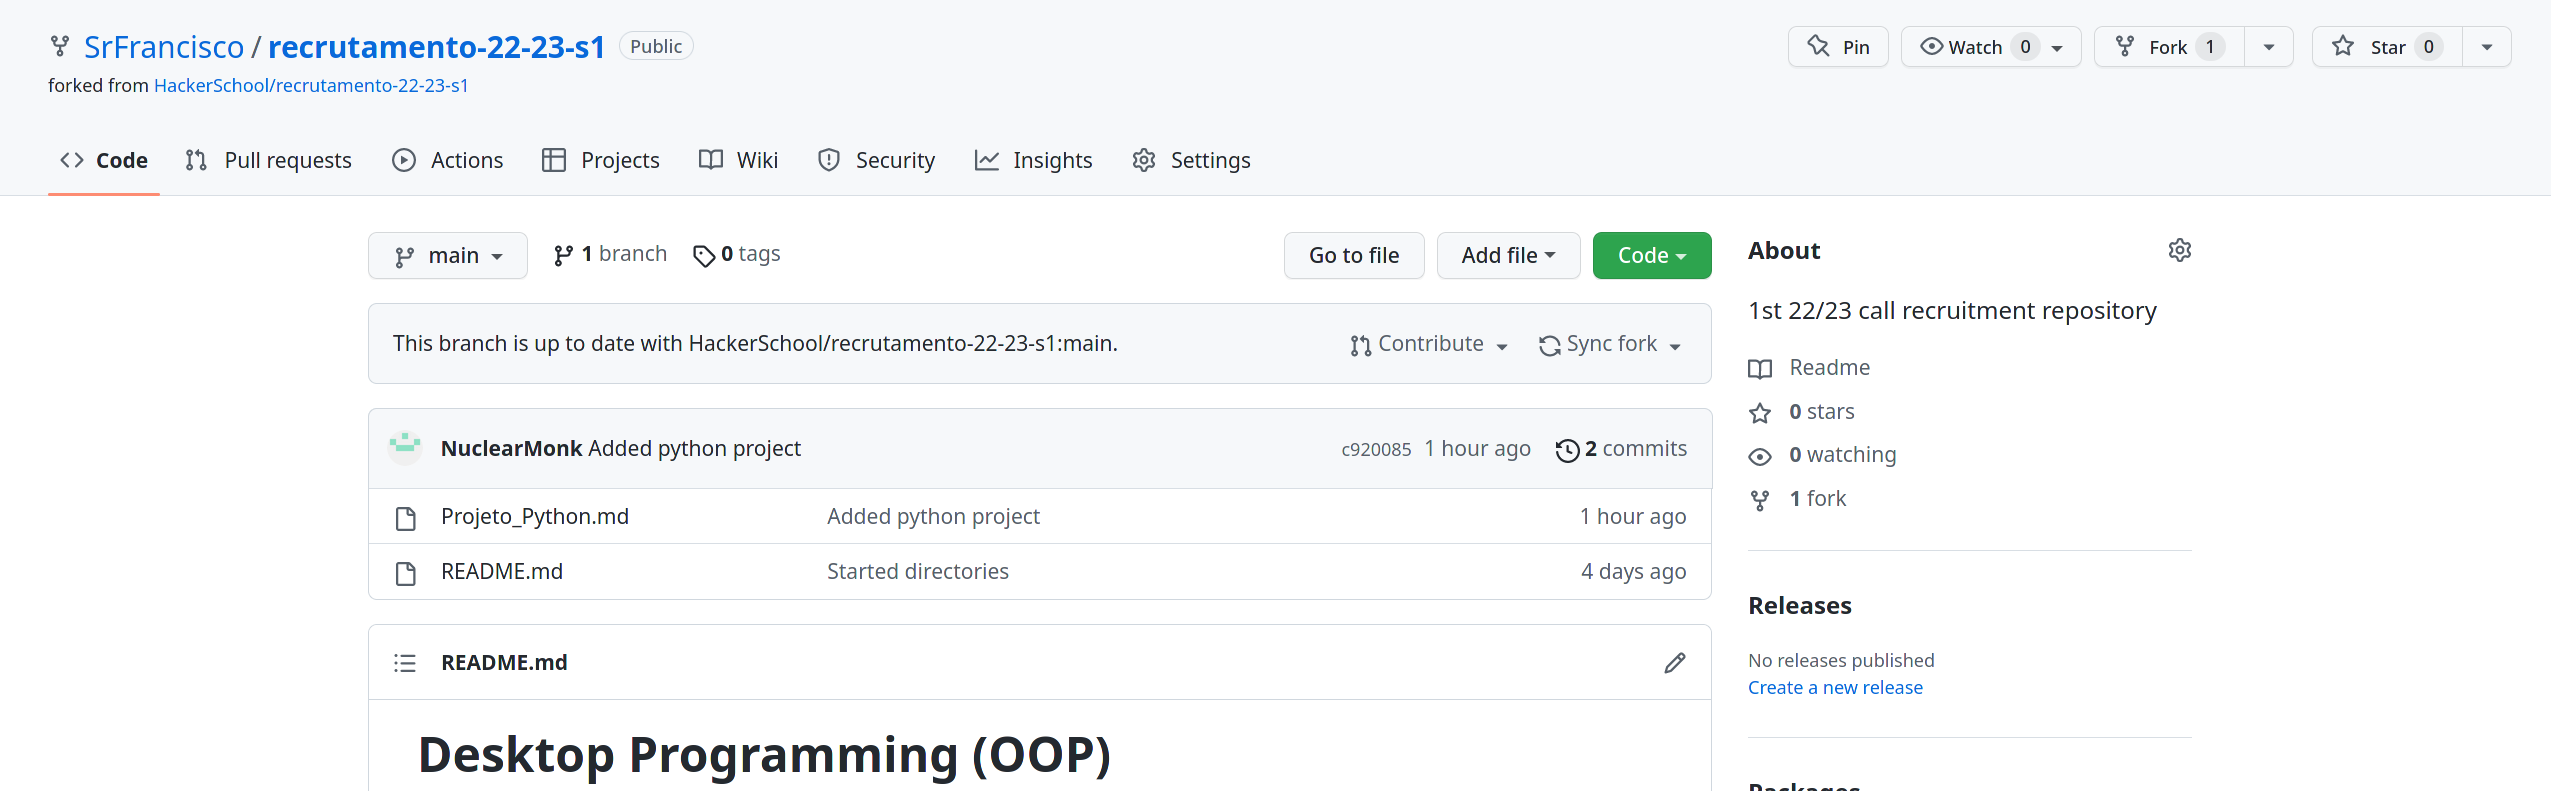 SrFrancisco / recrutamento-22-23-s1 Public
Pin Watch 0 Fork 1 Star 0
forked from HackerSchool/recrutamento-22-23-s1
Code Pull requests Actions Projects Wiki Security Insights Settings
main 1 branch 0 tags Go to file Add file Code
This branch is up to date with HackerSchool/recrutamento-22-23-s1:main. Contribute Sync fork
NuclearMonk Added python project c920085 1 hour ago 2 commits
Projeto_Python.md Added python project 1 hour ago
README.md Started directories 4 days ago
README.md
Desktop Programming (OOP)
About
1st 22/23 call recruitment repository
Readme
0 stars
0 watching
1 fork
Releases
No releases published
Create a new release
Packages